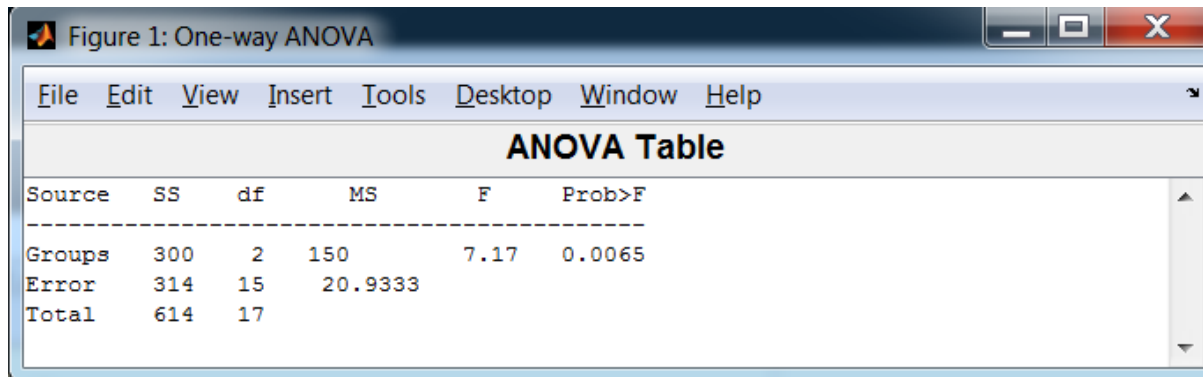 Figure 1: One-way ANOVA
File Edit View Insert Tools Desktop Window Help
ANOVA Table
Source SS df MS F Prob>F
Groups 300 2 150 7.17 0.0065
Error 314 15 20.9333
Total 614 17